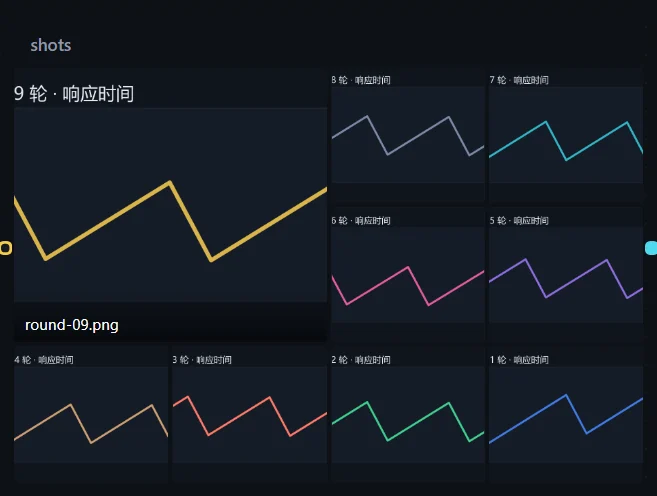 shots
9 轮 · 响应时间
8 轮 · 响应时间
7 轮 · 响应时间
6 轮 · 响应时间
5 轮 · 响应时间
round-09.png
4 轮 · 响应时间
3 轮 · 响应时间
2 轮 · 响应时间
1 轮 · 响应时间